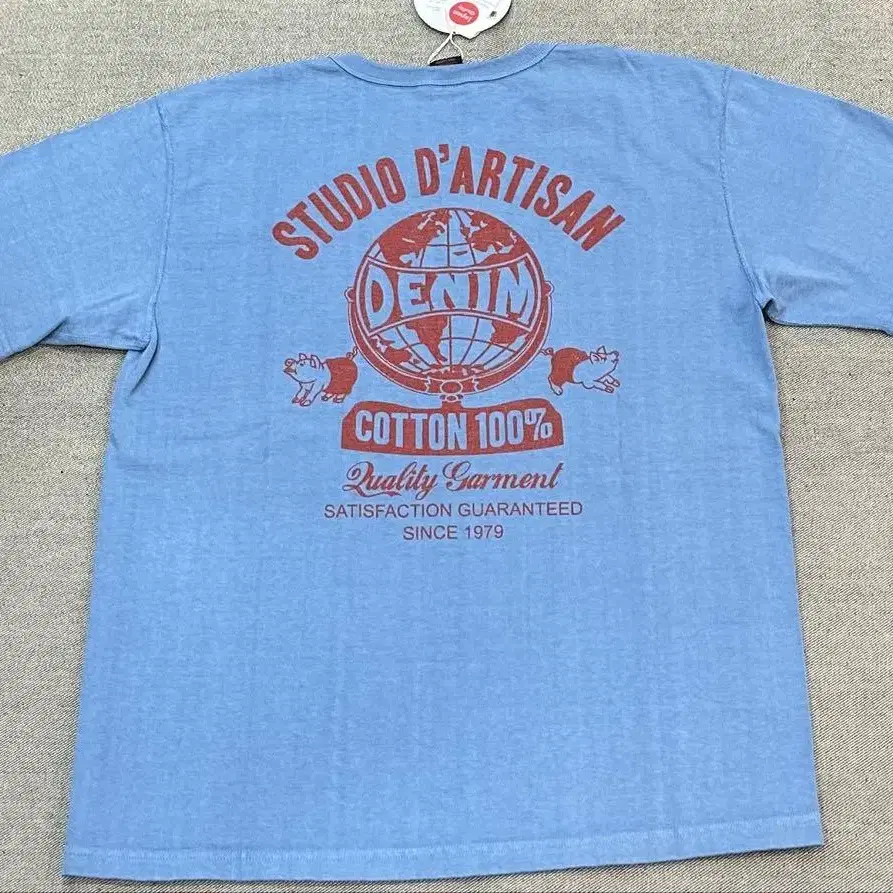 STUDIO D'ARTISAN
DENIM
COTTON 100%
Quality Garment
SATISFACTION GUARANTEED
SINCE 1979